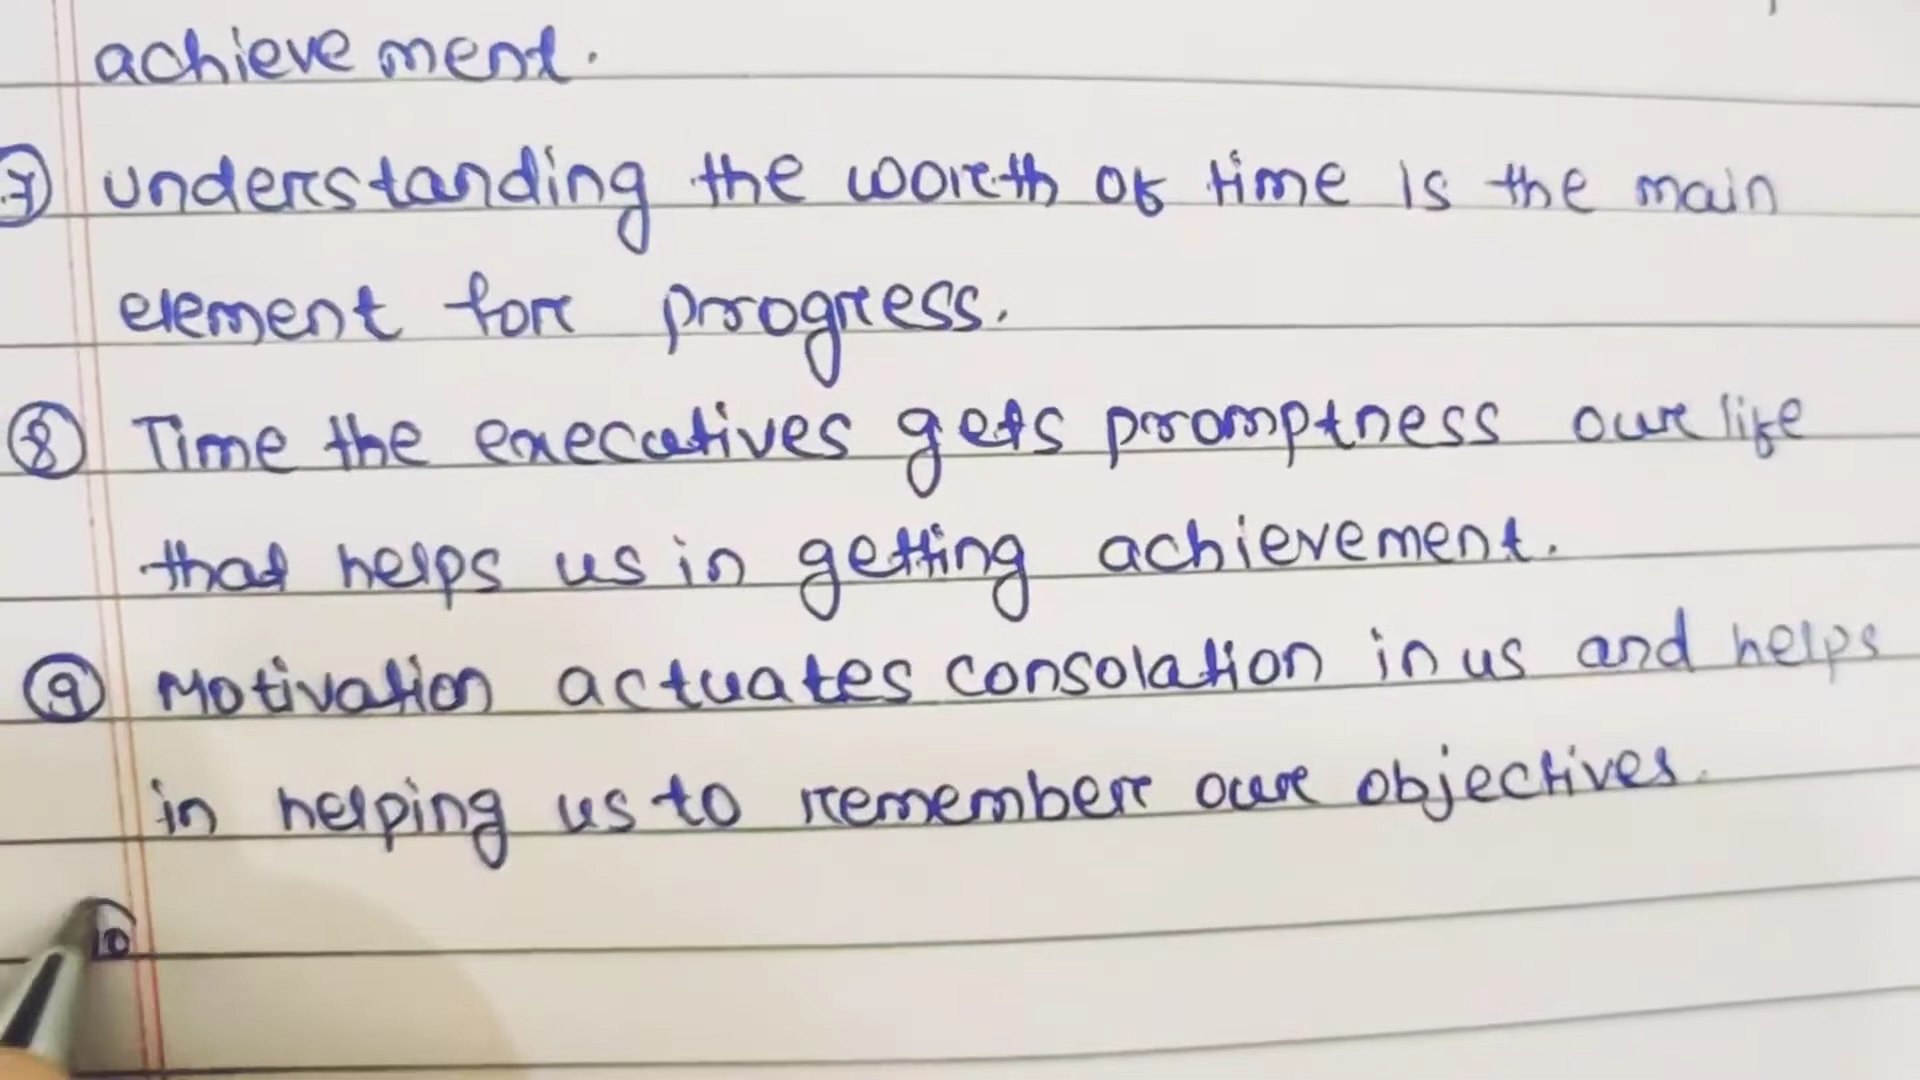 achievement.
7 understanding the worth of time is the main
element for progress.
8 Time the executives gets promptness our life
that helps us in getting achievement.
9 Motivation actuates consolation in us and helps
in helping us to remember our objectives.
10